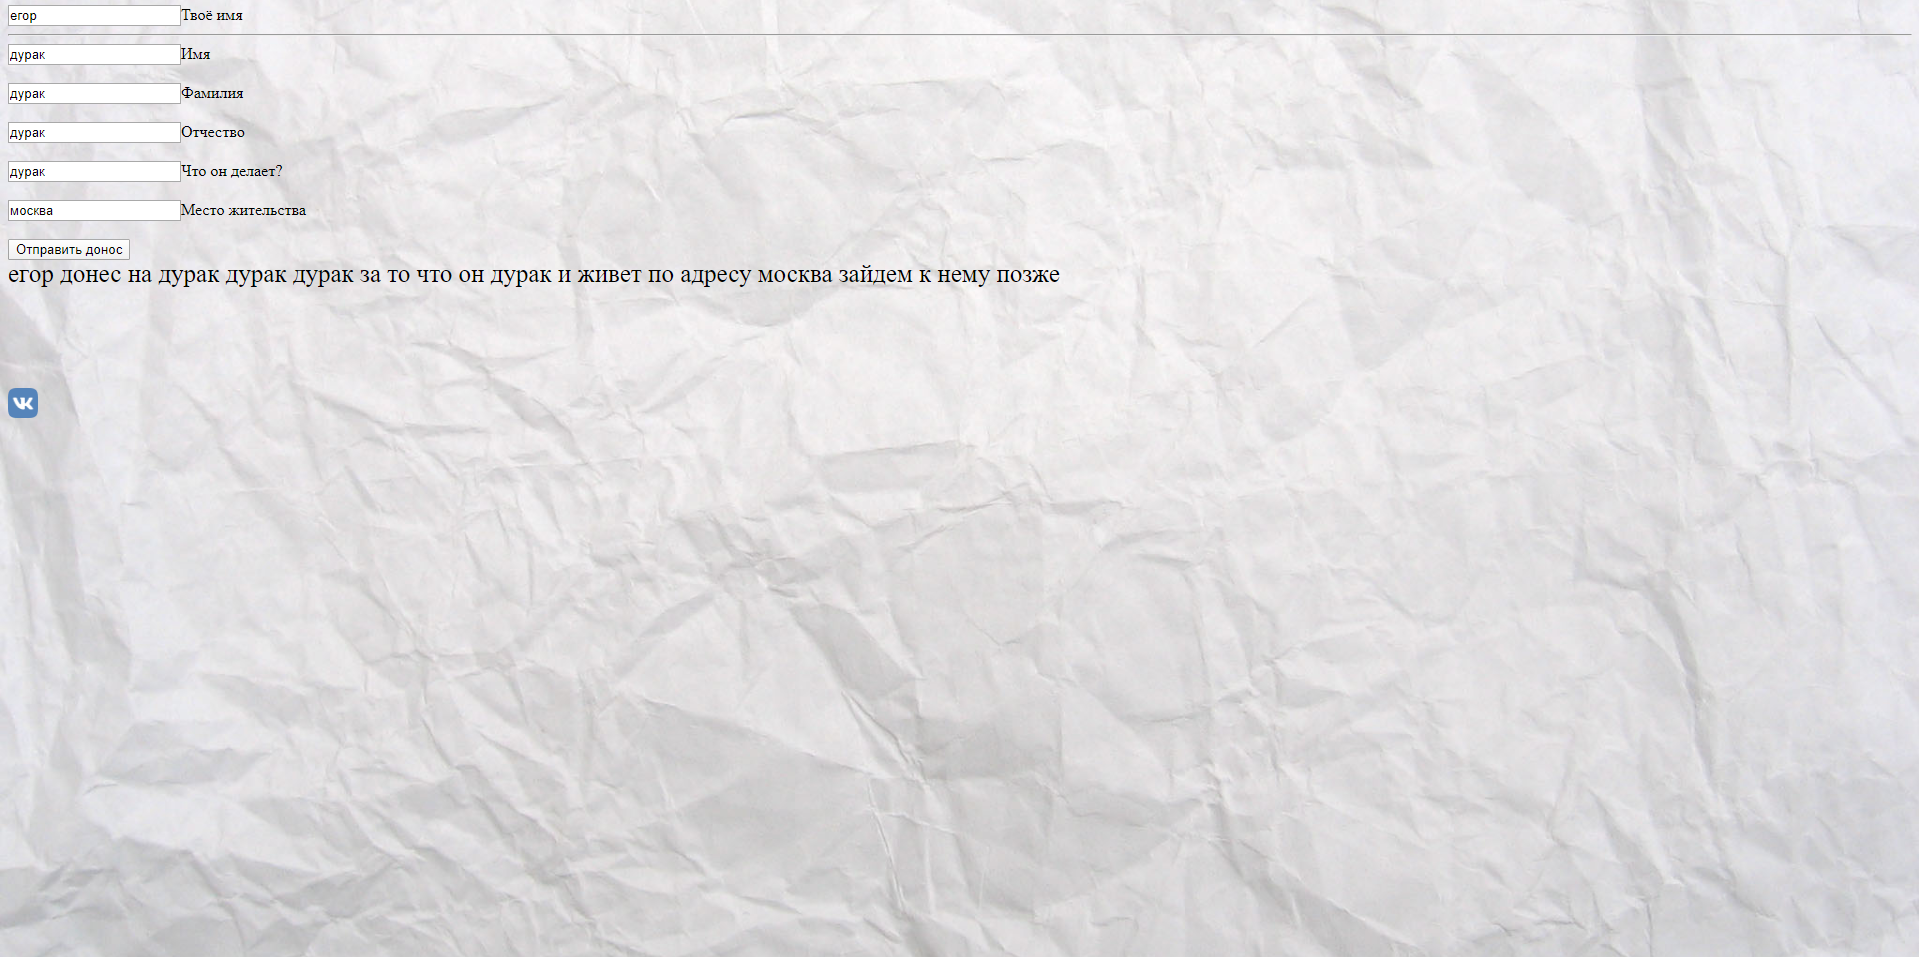 егор Твоё имя
дурак Имя
дурак Фамилия
дурак Отчество
дурак Что он делает?
москва Место жительства
Отправить донос
егор донес на дурак дурак дурак за то что он дурак и живет по адресу москва зайдем к нему позже